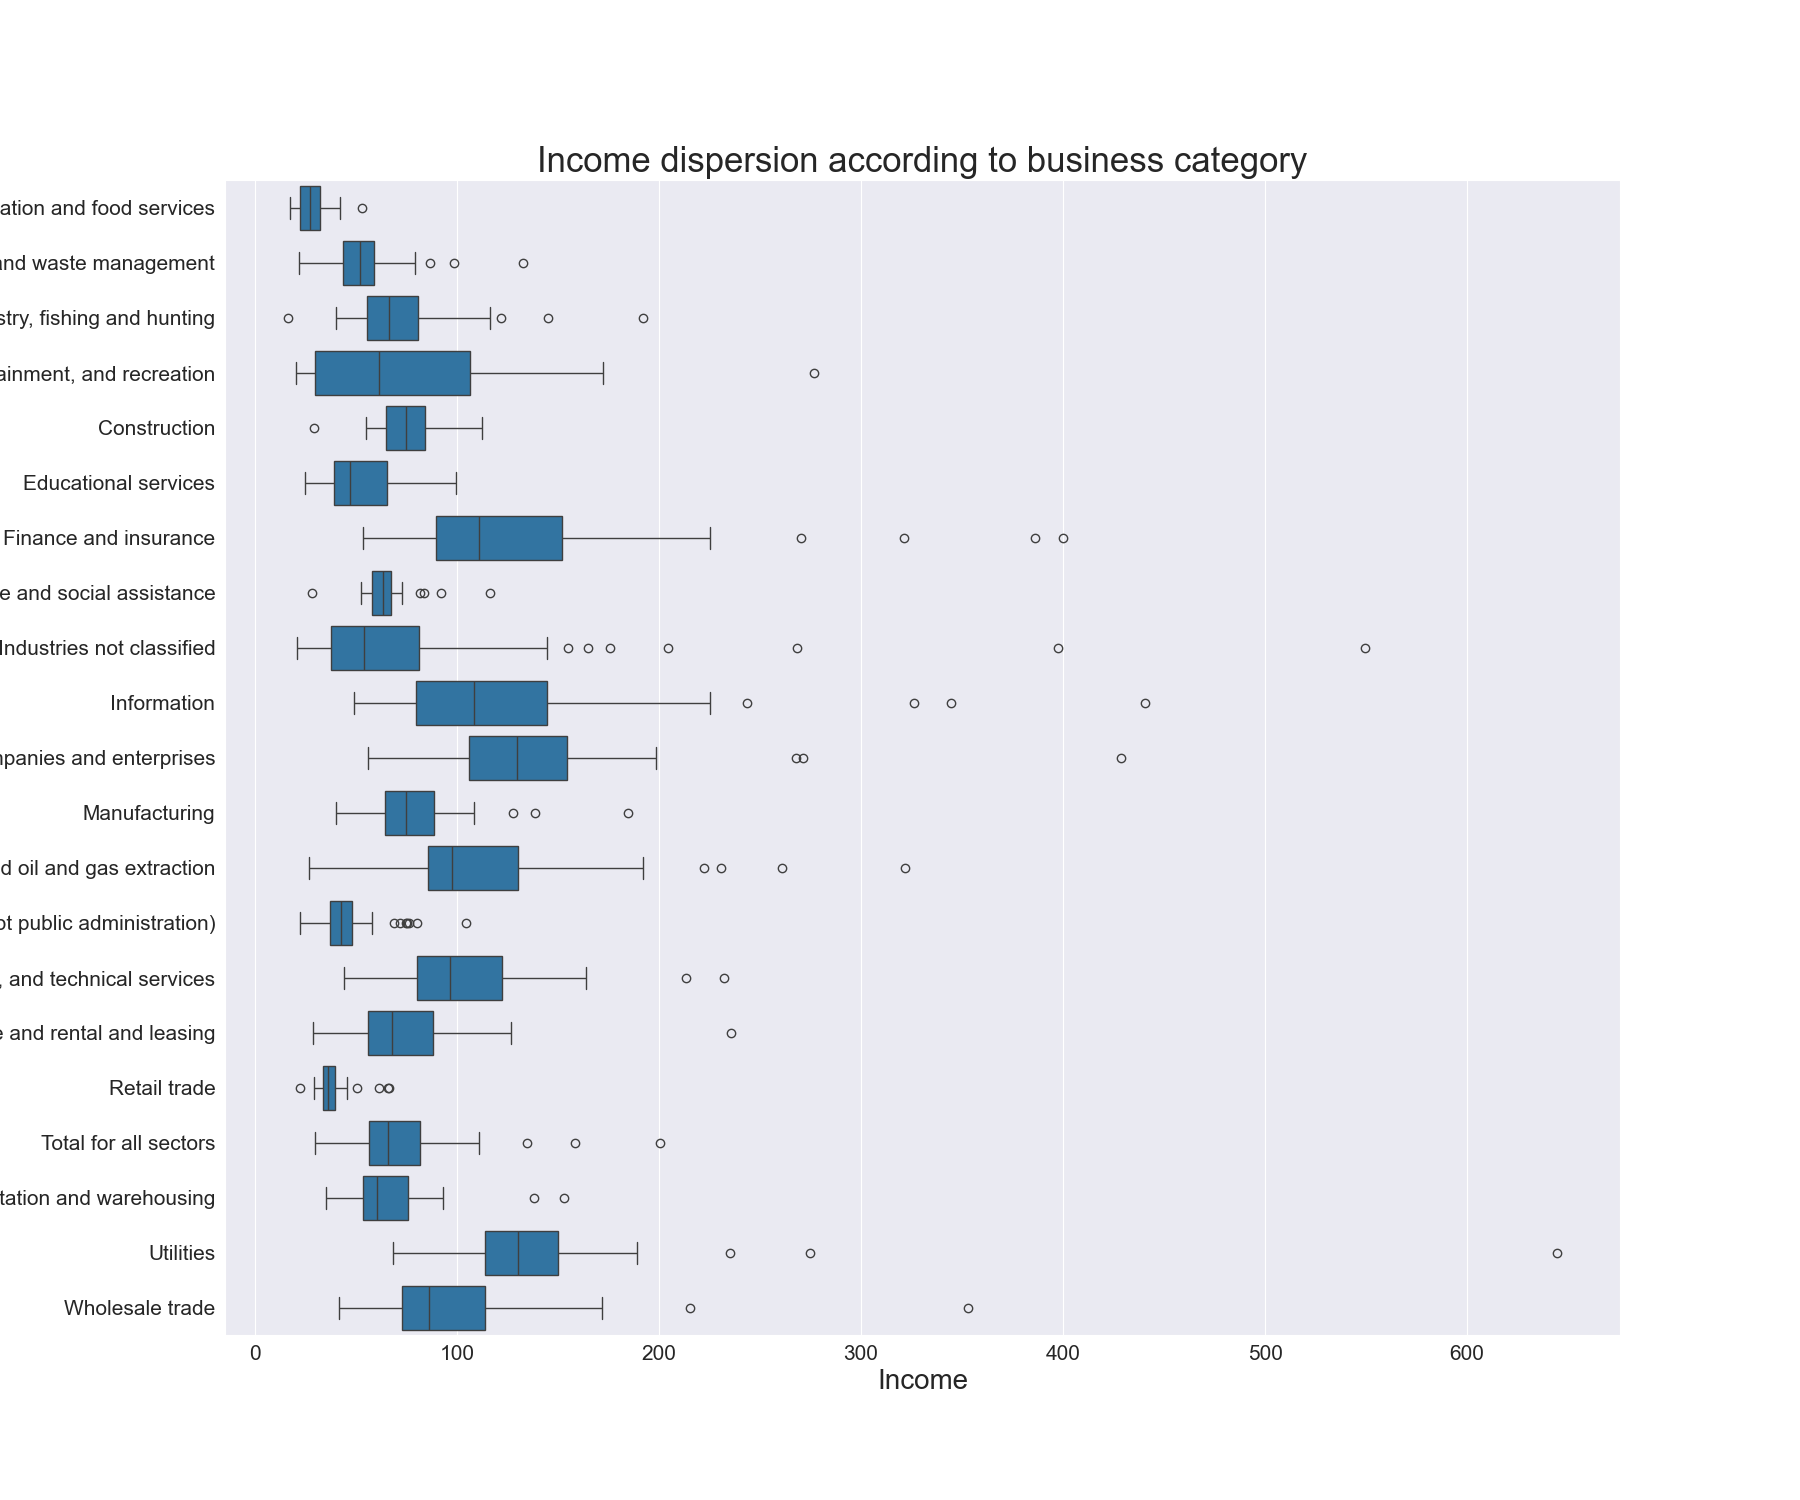 Income dispersion according to business category
ation and food services
and waste management
stry, fishing and hunting
ainment, and recreation
Construction
Educational services
Finance and insurance
e and social assistance
Industries not classified
Information
mpanies and enterprises
Manufacturing
d oil and gas extraction
pt public administration)
, and technical services
e and rental and leasing
Retail trade
Total for all sectors
tation and warehousing
Utilities
Wholesale trade
0 100 200 300 400 500 600
Income